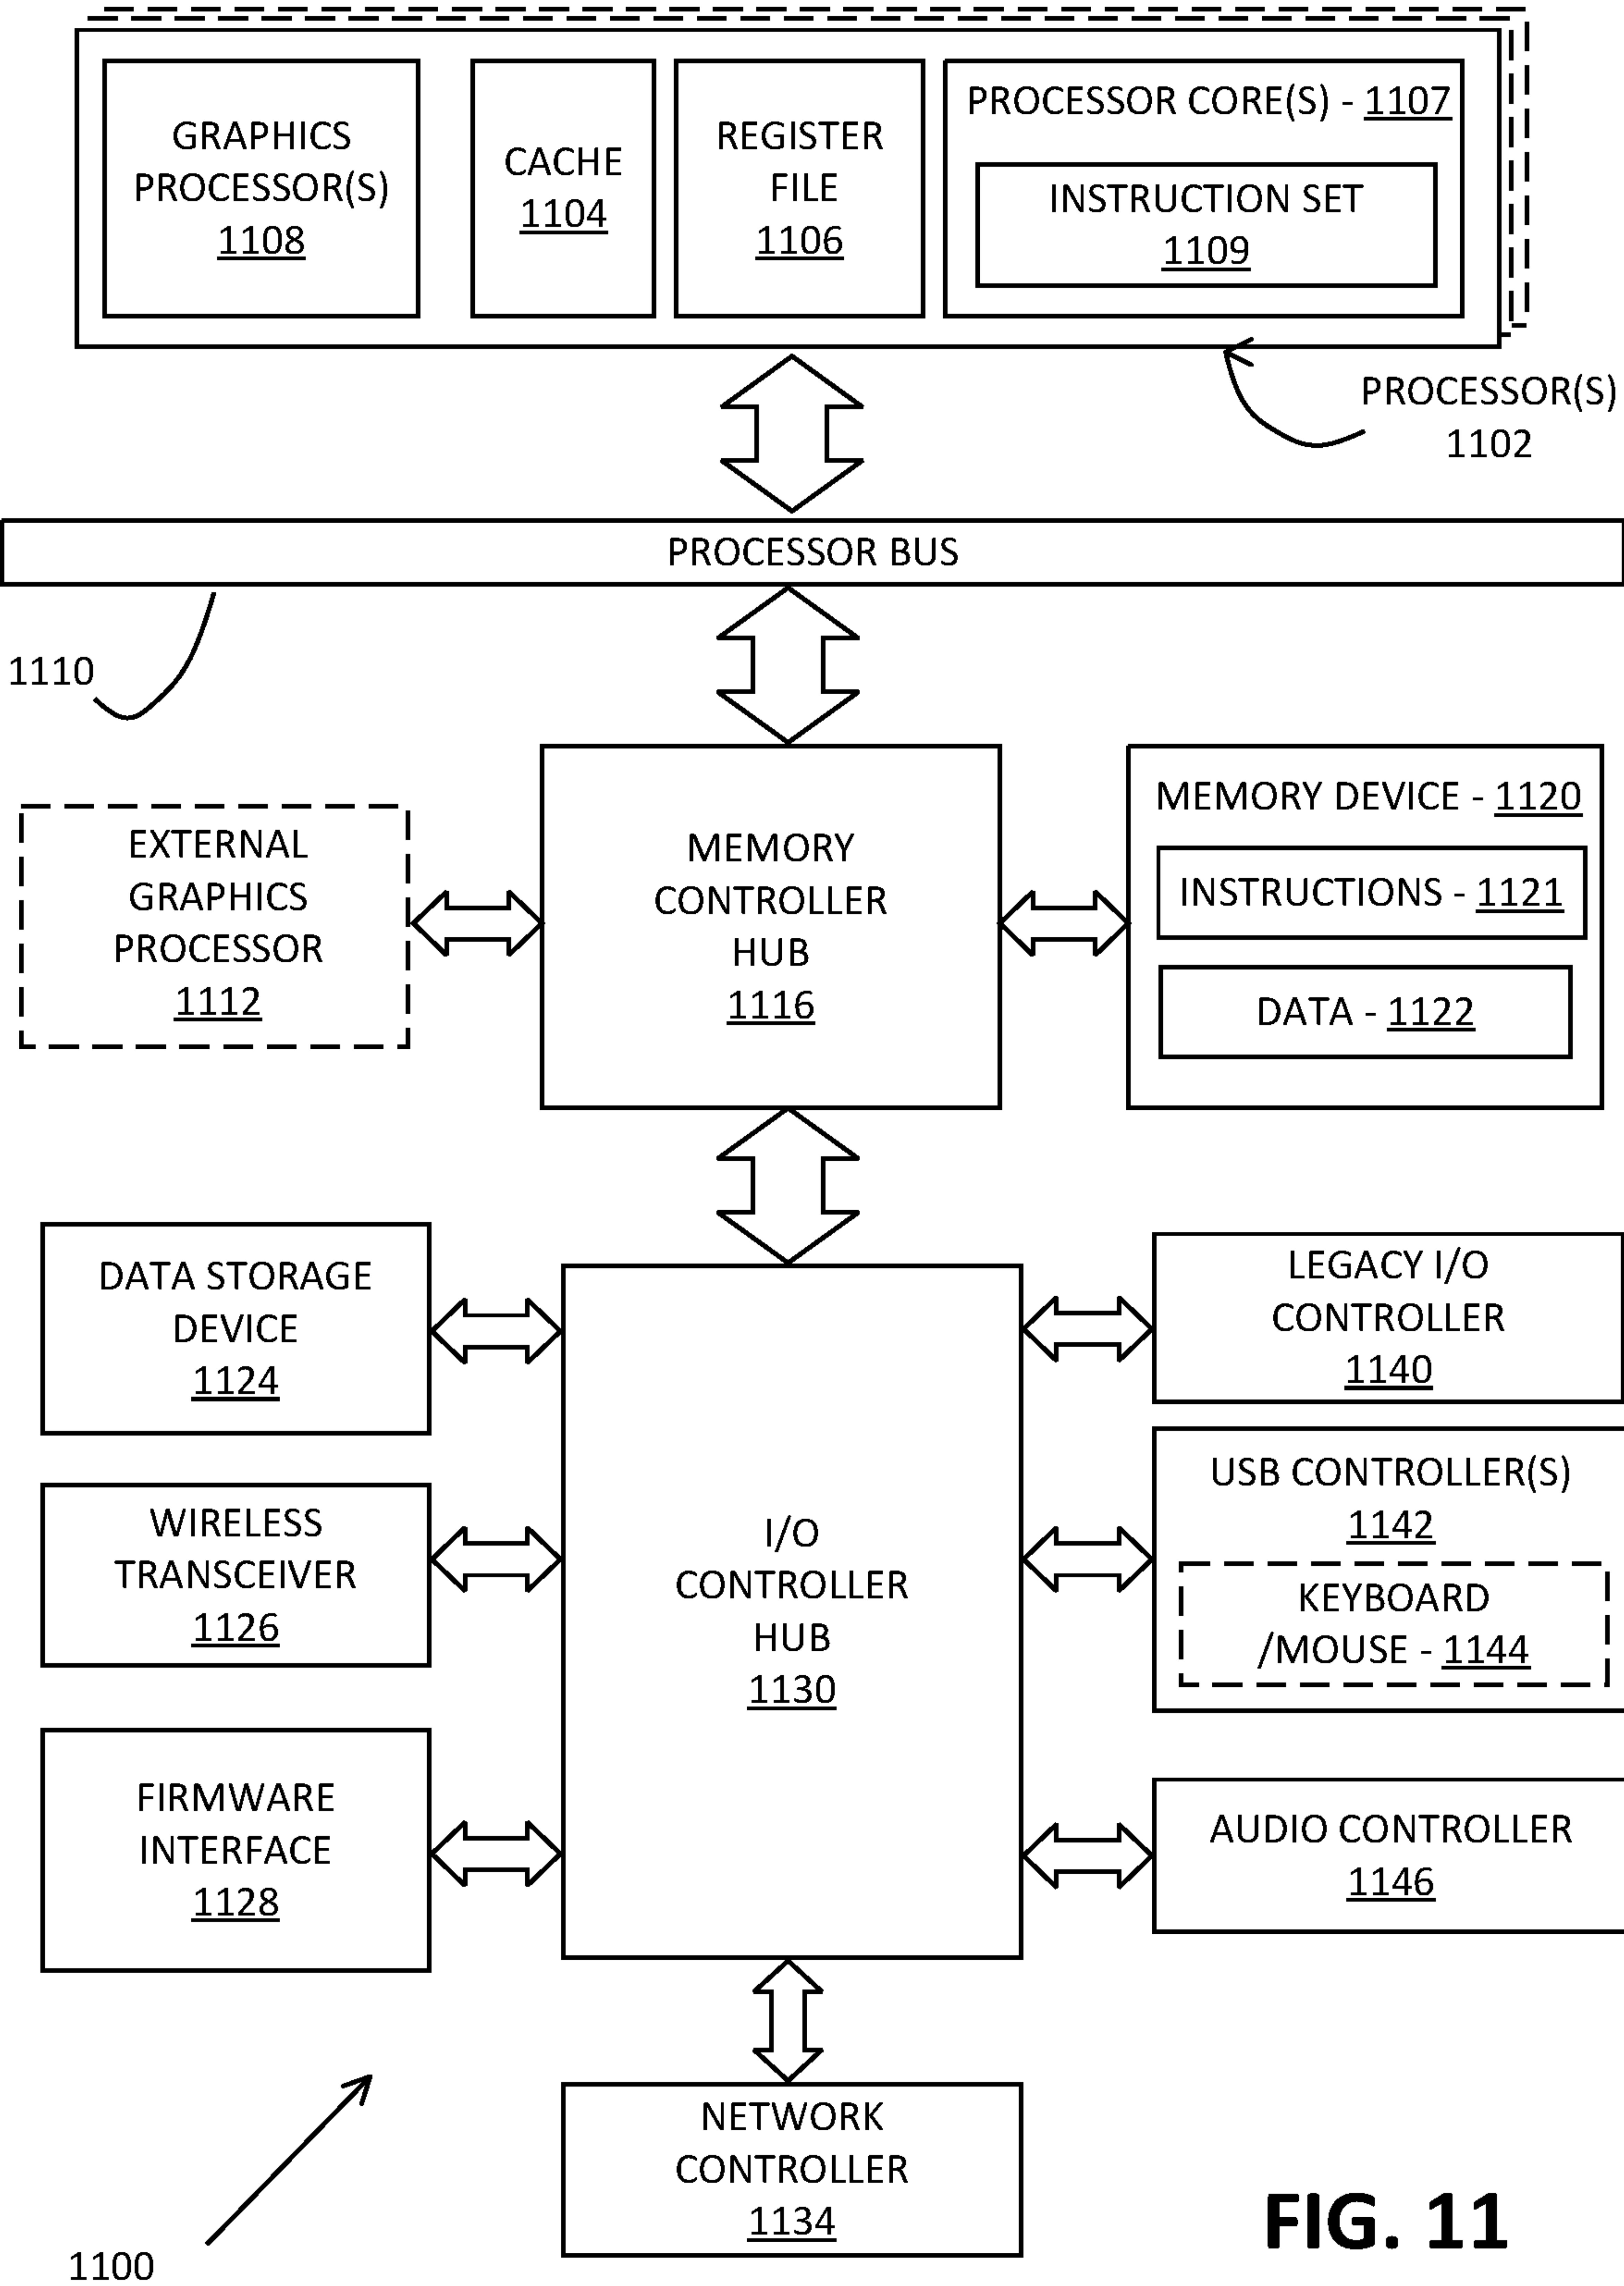 GRAPHICS
PROCESSOR(S)
1108
CACHE
1104
REGISTER
FILE
1106
PROCESSOR CORE(S) - 1107
INSTRUCTION SET
1109
PROCESSOR(S)
1102
PROCESSOR BUS
1110
EXTERNAL
GRAPHICS
PROCESSOR
1112
MEMORY
CONTROLLER
HUB
1116
MEMORY DEVICE - 1120
INSTRUCTIONS - 1121
DATA - 1122
DATA STORAGE
DEVICE
1124
WIRELESS
TRANSCEIVER
1126
FIRMWARE
INTERFACE
1128
I/O
CONTROLLER
HUB
1130
LEGACY I/O
CONTROLLER
1140
USB CONTROLLER(S)
1142
KEYBOARD
/MOUSE - 1144
AUDIO CONTROLLER
1146
NETWORK
CONTROLLER
1134
1100
FIG. 11